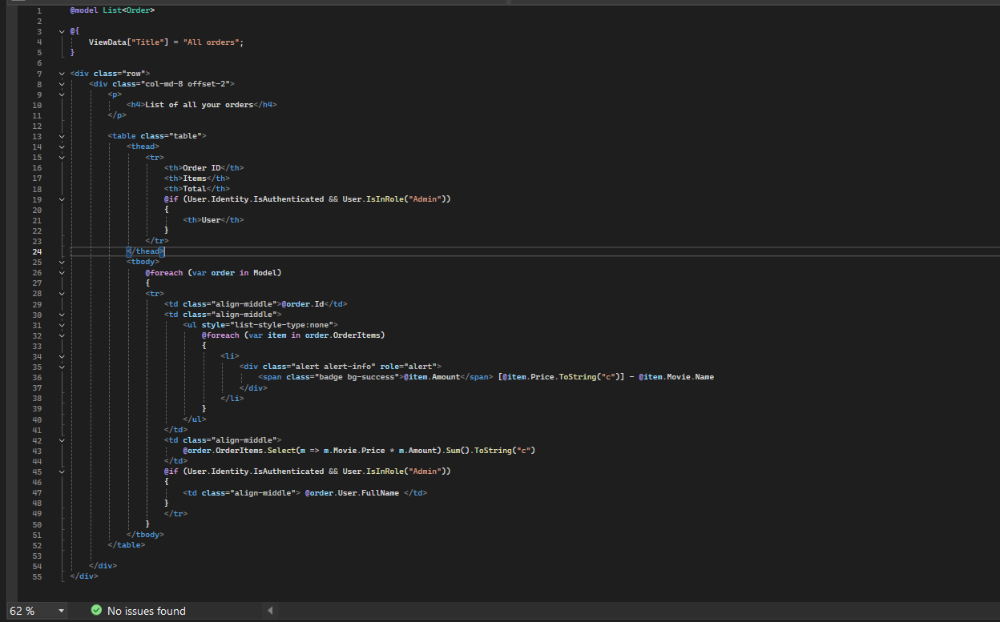 1 @model List<Order>
2
3 @{
4 ViewData["Title"] = "All orders";
5 }
6
7 <div class="row">
8 <div class="col-md-8 offset-2">
9 <p>
10 <h4>List of all your orders</h4>
11 </p>
12
13 <table class="table">
14 <thead>
15 <tr>
16 <th>Order ID</th>
17 <th>Items</th>
18 <th>Total</th>
19 @if (User.Identity.IsAuthenticated && User.IsInRole("Admin"))
20 {
21 <th>User</th>
22 }
23 </tr>
24 </thead>
25 <tbody>
26 @foreach (var order in Model)
27 {
28 <tr>
29 <td class="align-middle">@order.Id</td>
30 <td class="align-middle">
31 <ul style="list-style-type:none">
32 @foreach (var item in order.OrderItems)
33 {
34 <li>
35 <div class="alert alert-info" role="alert">
36 <span class="badge bg-success">@item.Amount</span> [@item.Price.ToString("c")] - @item.Movie.Name
37 </div>
38 </li>
39 }
40 </ul>
41 </td>
42 <td class="align-middle">
43 @order.OrderItems.Select(m => m.Movie.Price * m.Amount).Sum().ToString("c")
44 </td>
45 @if (User.Identity.IsAuthenticated && User.IsInRole("Admin"))
46 {
47 <td class="align-middle"> @order.User.FullName </td>
48 }
49 </tr>
50 }
51 </tbody>
52 </table>
53
54 </div>
55 </div>
62 % No issues found